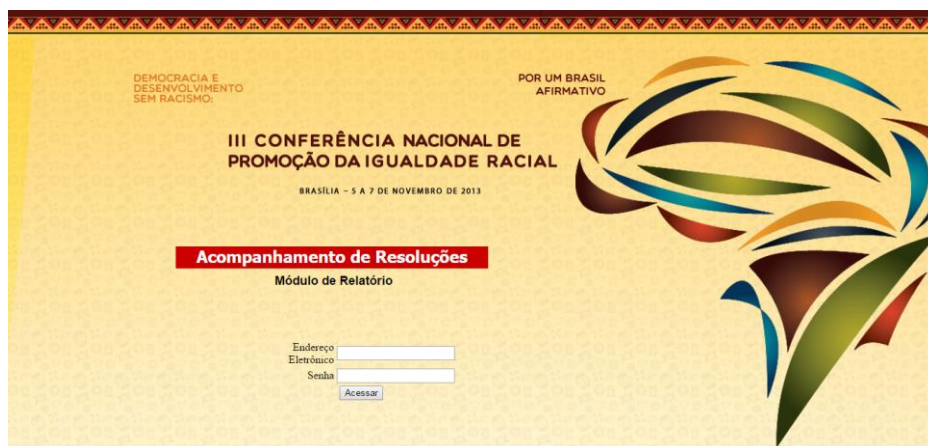 DEMOCRACIA E
DESENVOLVIMENTO
SEM RACISMO:
POR UM BRASIL
AFIRMATIVO
III CONFERÊNCIA NACIONAL DE
PROMOÇÃO DA IGUALDADE RACIAL
BRASÍLIA – 5 A 7 DE NOVEMBRO DE 2013
Acompanhamento de Resoluções
Módulo de Relatório
Endereço
Eletrônico
Senha
Acessar